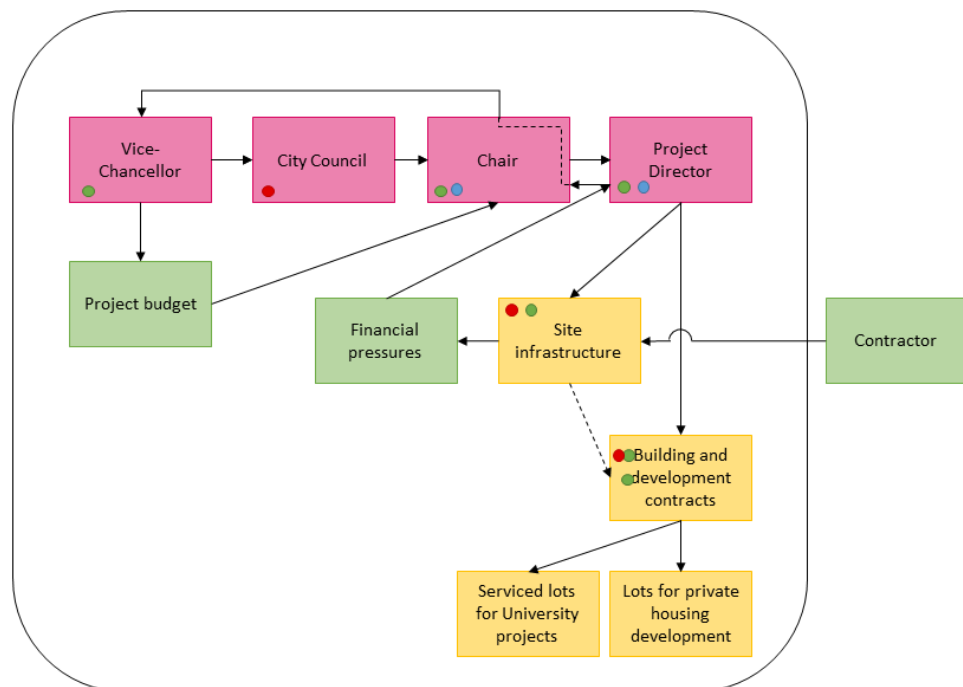 Vice-
Chancellor
City Council
Chair
Project
Director
Project budget
Financial
pressures
Site
infrastructure
Contractor
Building and
development
contracts
Serviced lots
for University
projects
Lots for private
housing
development